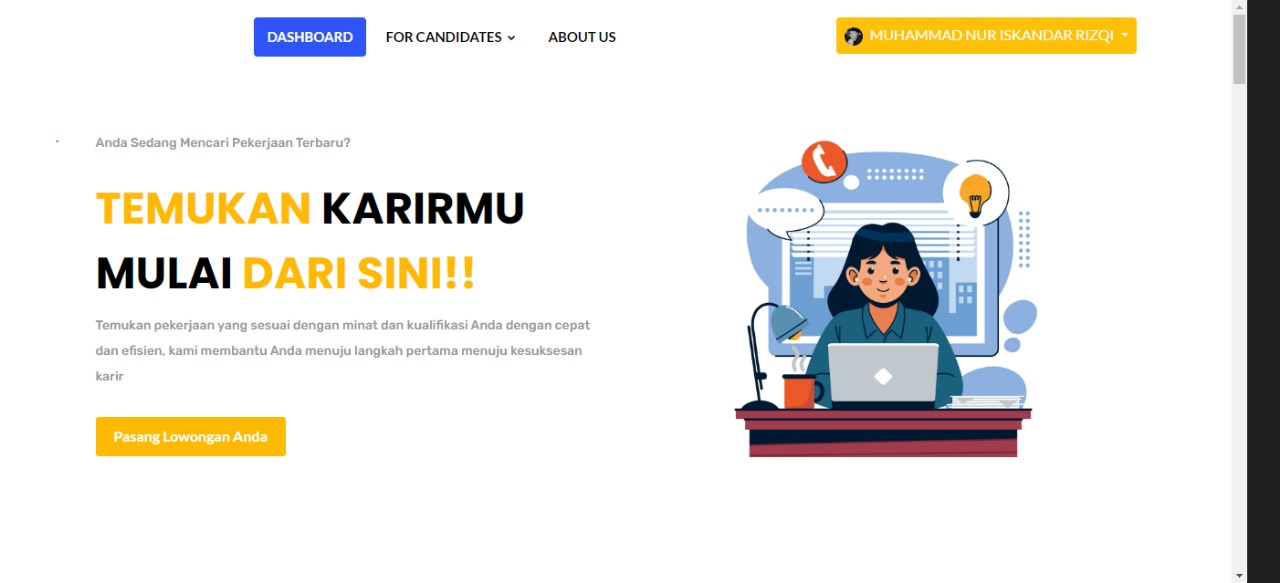 DASHBOARD FOR CANDIDATES ABOUT US MUHAMMAD NUR ISKANDAR RIZQI
Anda Sedang Mencari Pekerjaan Terbaru?
TEMUKAN KARIRMU
MULAI DARI SINI!!
Temukan pekerjaan yang sesuai dengan minat dan kualifikasi Anda dengan cepat
dan efisien, kami membantu Anda menuju langkah pertama menuju kesuksesan
karir
Pasang Lowongan Anda